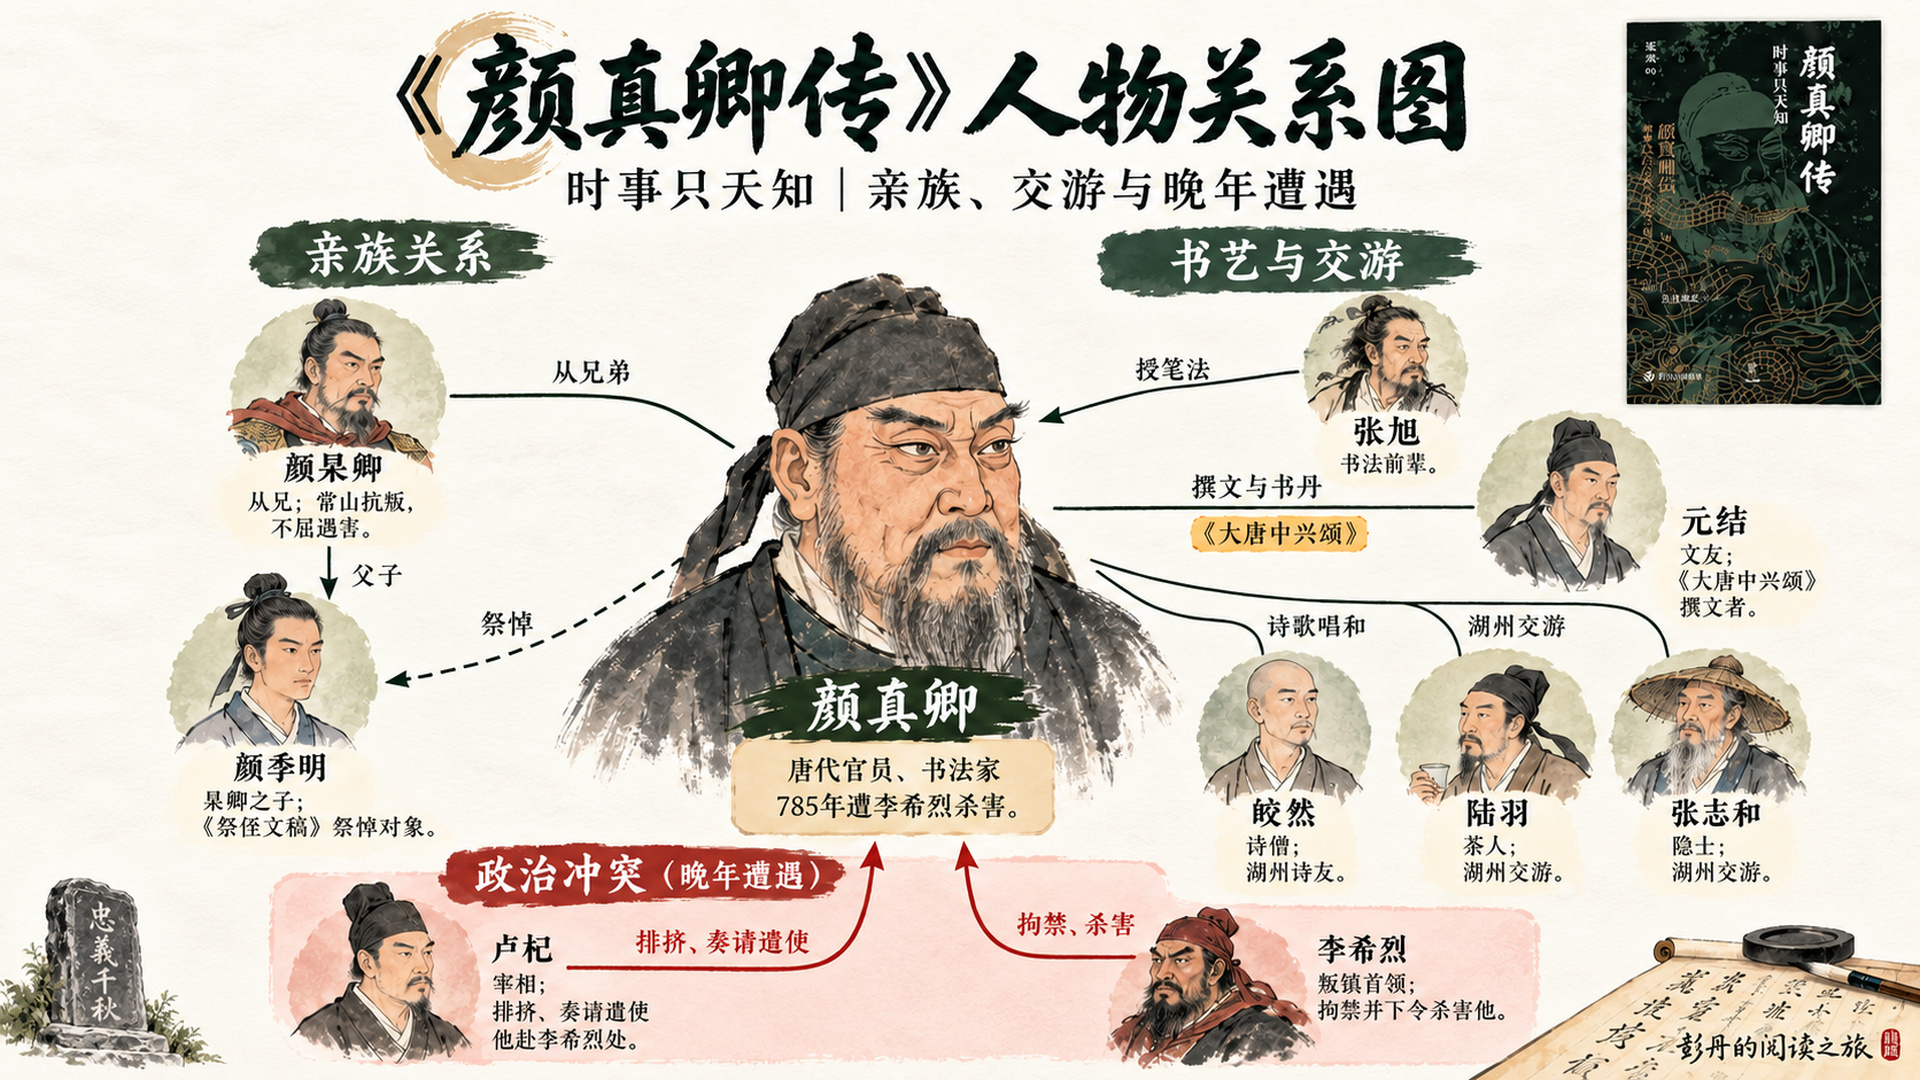 《颜真卿传》人物关系图
时事只天知｜亲族、交游与晚年遭遇
颜真卿传
时事只天知
亲族关系
书艺与交游
颜杲卿
从兄；常山抗叛，
不屈遇害。
从兄弟
父子
祭悼
颜季明
杲卿之子；
《祭侄文稿》祭悼对象。
授笔法
张旭
书法前辈。
撰文与书丹
《大唐中兴颂》
元结
文友；
《大唐中兴颂》
撰文者。
诗歌唱和
湖州交游
皎然
诗僧；
湖州诗友。
陆羽
茶人；
湖州交游。
张志和
隐士；
湖州交游。
颜真卿
唐代官员、书法家
785年遭李希烈杀害。
政治冲突（晚年遭遇）
卢杞
宰相；
排挤、奏请遣使
他赴李希烈处。
排挤、奏请遣使
拘禁、杀害
李希烈
叛镇首领；
拘禁并下令杀害他。
忠義千秋
彭丹的阅读之旅